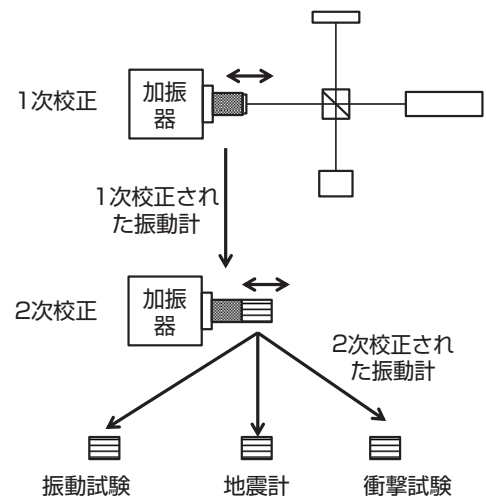 1次校正
加振
器
1次校正され
た振動計
2次校正
加振
器
2次校正され
た振動計
振動試験
地震計
衝撃試験